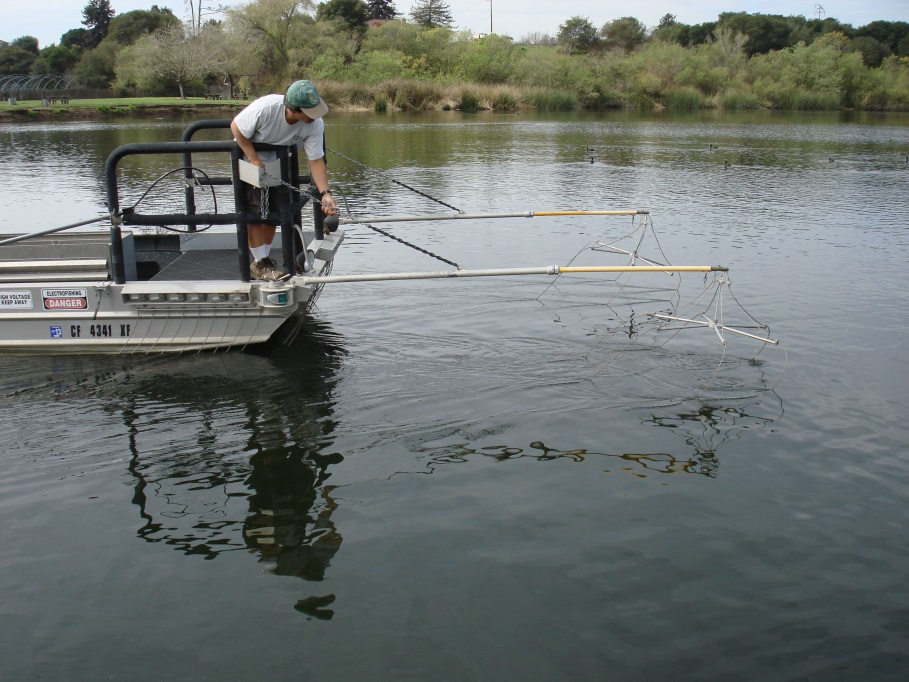 HIGH VOLTAGE
KEEP AWAY
ELECTROFISHING
DANGER
CF 4341 XF